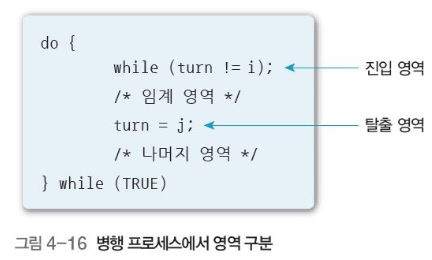 do {
while (turn != i);
진입 영역
/* 임계 영역 */
turn = j;
탈출 영역
/* 나머지 영역 */
} while (TRUE)
그림 4-16 병행 프로세스에서 영역 구분